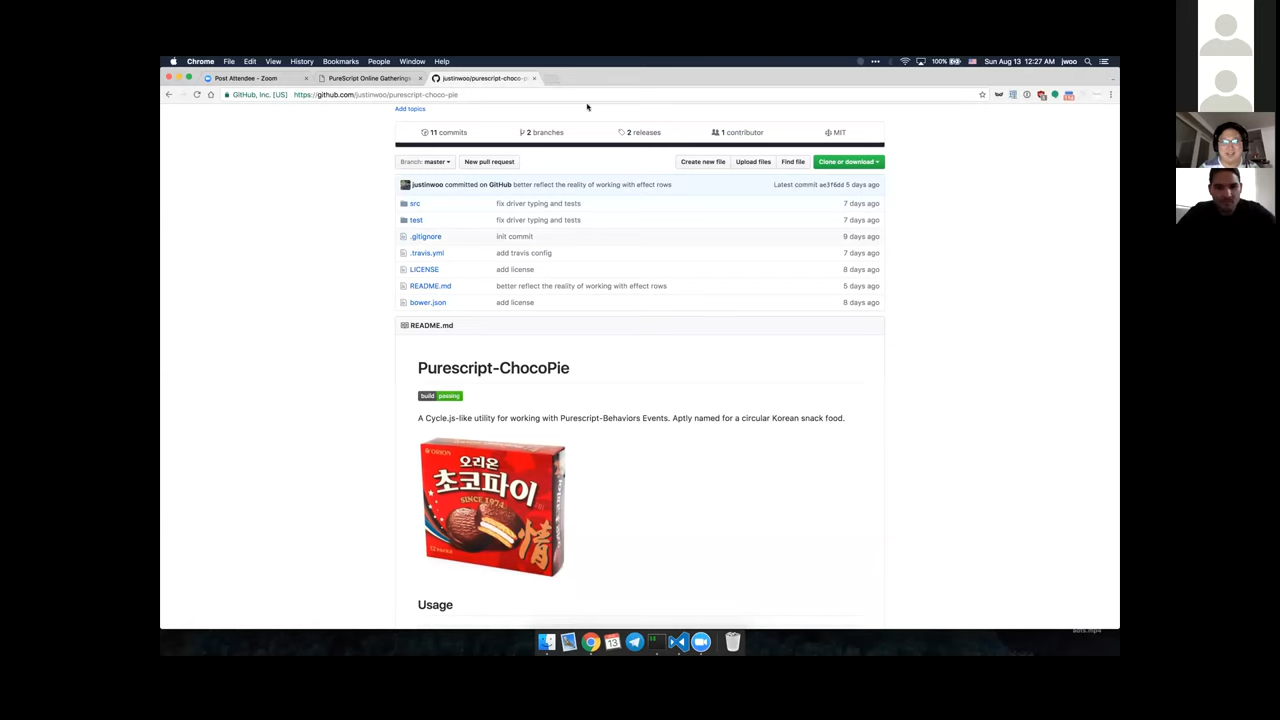 Chrome File Edit View History Bookmarks People Window Help
100% Sun Aug 13 12:27 AM jwoo
Post Attendee - Zoom
PureScript Online Gatherings
justinwoo/purescript-choco-p
GitHub, Inc. [US] https://github.com/justinwoo/purescript-choco-pie
Add topics
11 commits 2 branches 2 releases 1 contributor MIT
Branch: master New pull request Create new file Upload files Find file Clone or download
justinwoo committed on GitHub better reflect the reality of working with effect rows Latest commit ae3f6dd 5 days ago
src fix driver typing and tests 7 days ago
test fix driver typing and tests 7 days ago
.gitignore init commit 9 days ago
.travis.yml add travis config 7 days ago
LICENSE add license 8 days ago
README.md better reflect the reality of working with effect rows 5 days ago
bower.json add license 8 days ago
README.md
Purescript-ChocoPie
build passing
A Cycle.js-like utility for working with Purescript-Behaviors Events. Aptly named for a circular Korean snack food.
ORION
오리온
초코파이
SINCE 1974
情
Usage
13